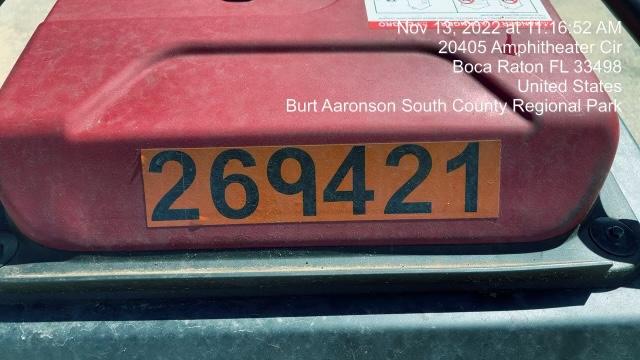 Nov 13, 2022 at 11:16:52 AM
20405 Amphitheater Cir
Boca Raton FL 33498
United States
Burt Aaronson South County Regional Park
269421